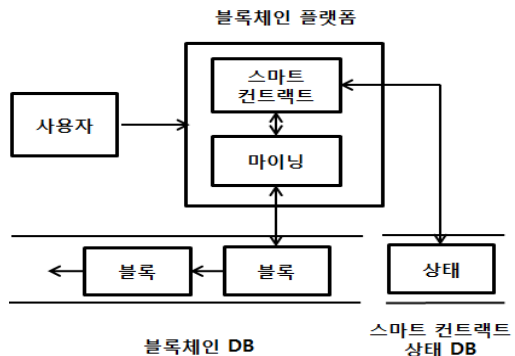 블록체인 플랫폼
스마트
컨트랙트
사용자
마이닝
블록
블록
상태
블록체인 DB
스마트 컨트랙트
상태 DB